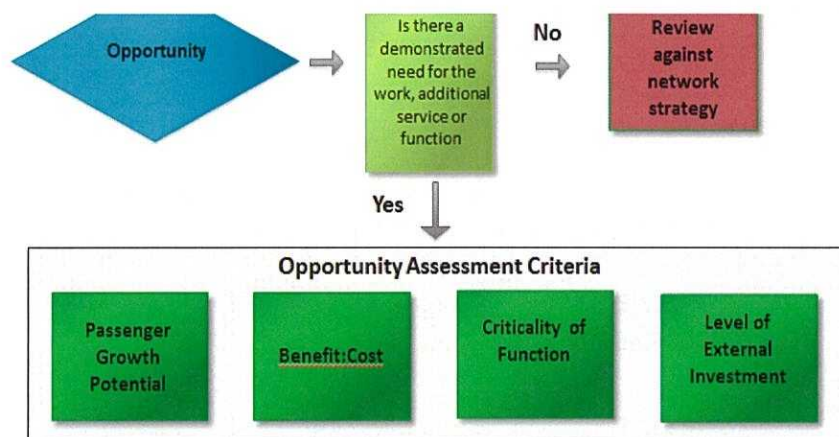 Opportunity
Is there a
demonstrated
need for the
work, additional
service or
function
No
Review
against
network
strategy
Yes
Opportunity Assessment Criteria
Passenger
Growth
Potential
Benefit:Cost
Criticality of
Function
Level of
External
Investment